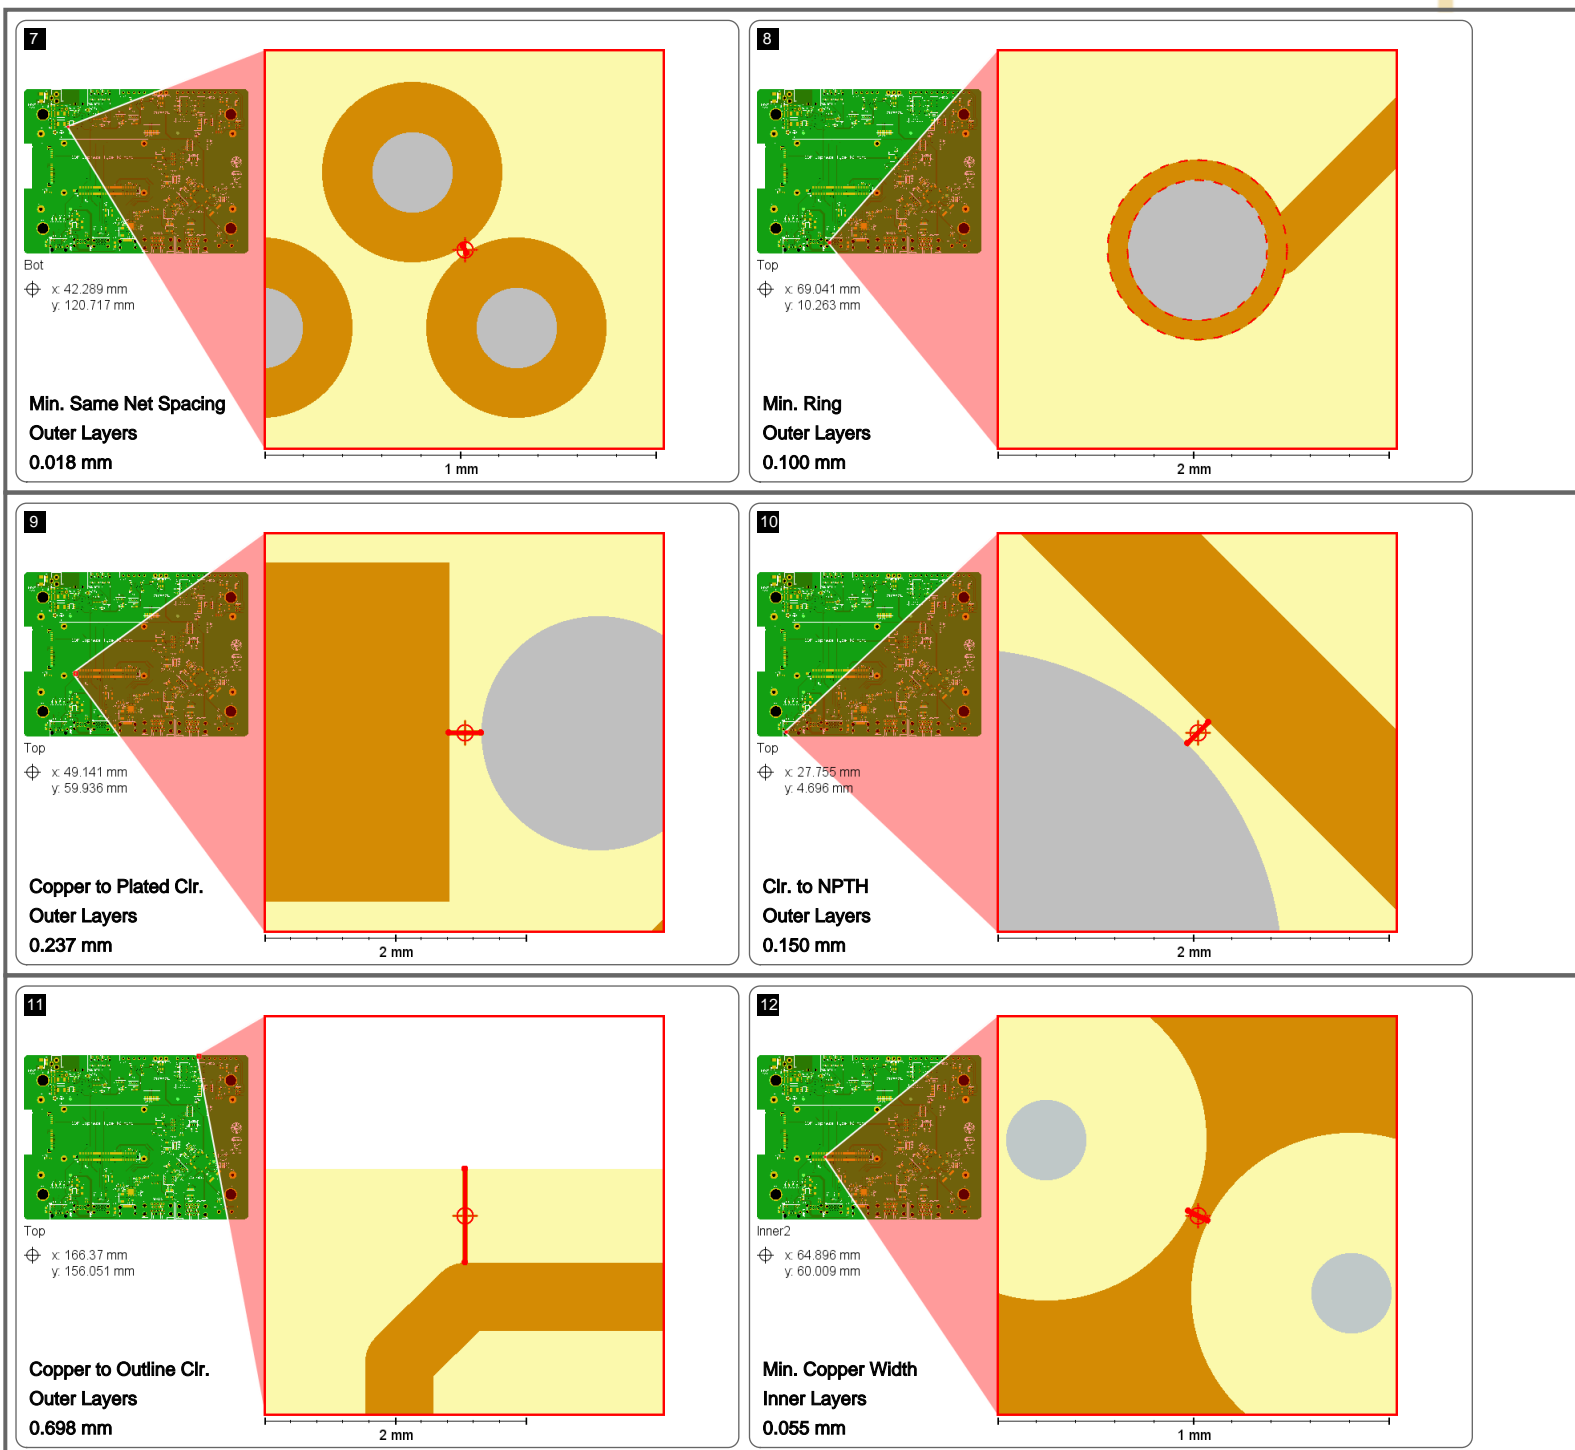 7
Bot
x: 42.289 mm
y: 120.717 mm
Min. Same Net Spacing
Outer Layers
0.018 mm
1 mm
8
Top
x: 69.041 mm
y: 10.263 mm
Min. Ring
Outer Layers
0.100 mm
2 mm
9
Top
x: 49.141 mm
y: 59.936 mm
Copper to Plated Clr.
Outer Layers
0.237 mm
2 mm
10
Top
x: 27.755 mm
y: 4.696 mm
Clr. to NPTH
Outer Layers
0.150 mm
2 mm
11
Top
x: 166.37 mm
y: 156.051 mm
Copper to Outline Clr.
Outer Layers
0.698 mm
2 mm
12
Inner2
x: 64.896 mm
y: 60.009 mm
Min. Copper Width
Inner Layers
0.055 mm
1 mm